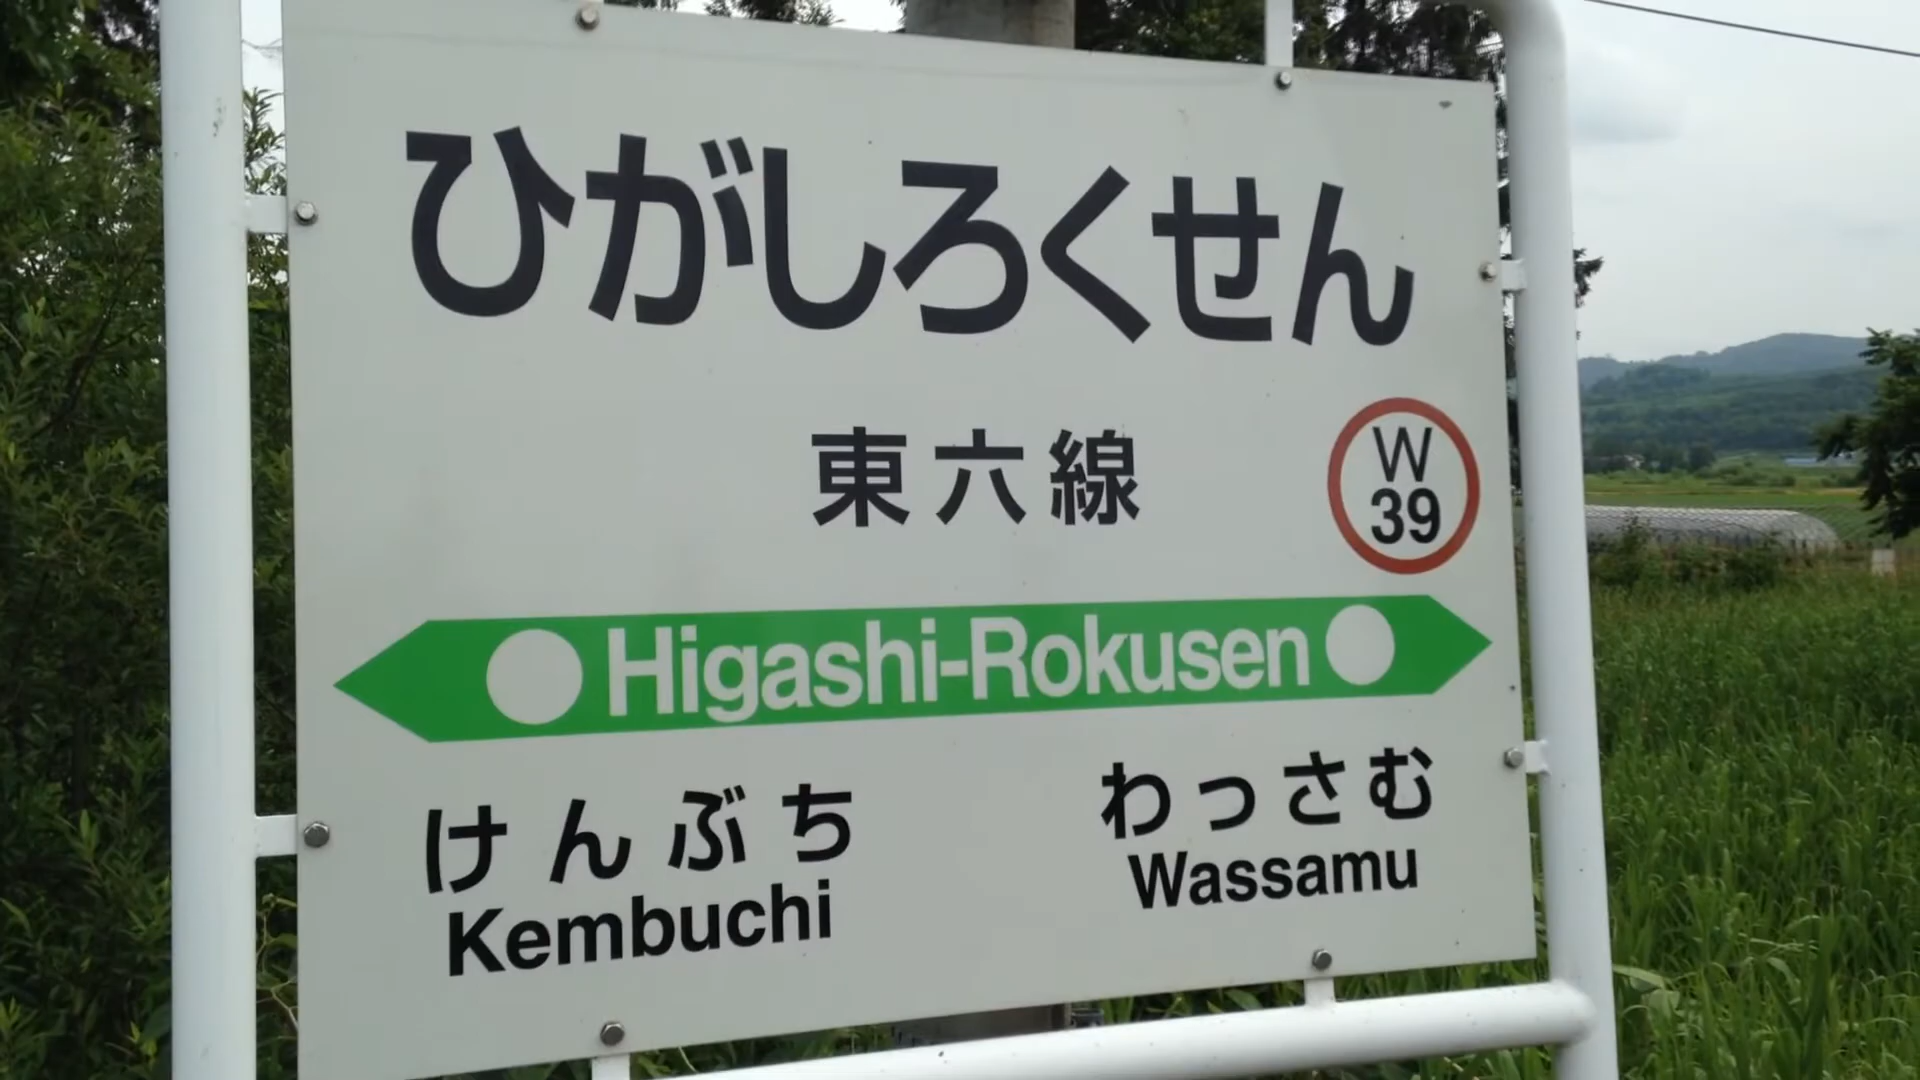 ひがしろくせん
東六線
W
39
Higashi-Rokusen
けんぶち
Kembuchi
わっさむ
Wassamu